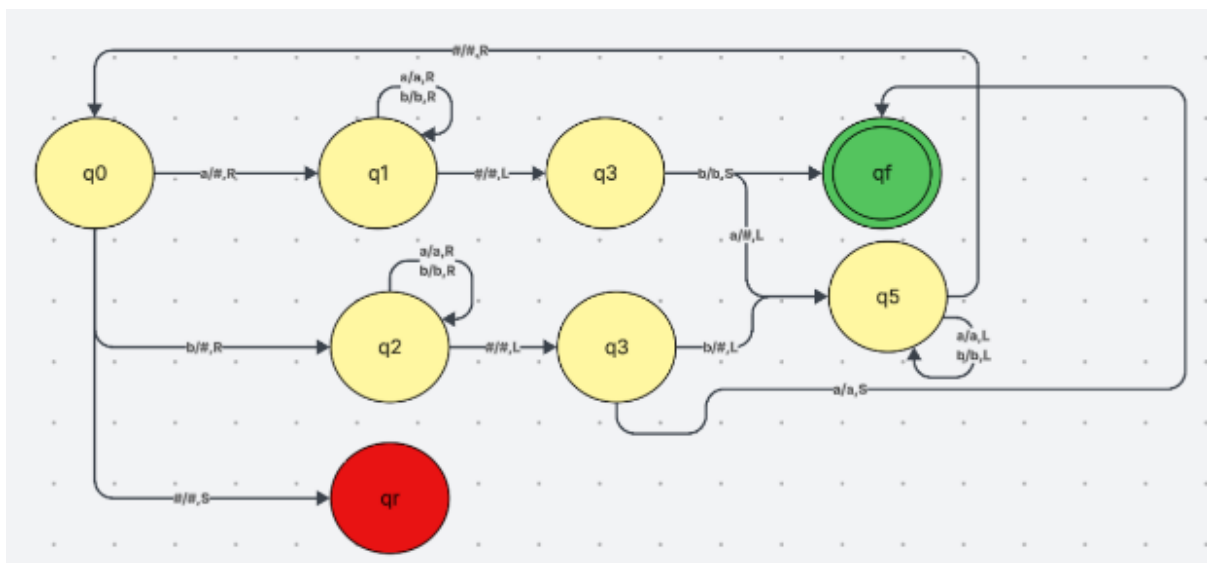 #/#,R
a/a,R
b/b,R
q0
a/#,R
q1
#/#,L
q3
b/b,S
qf
a/#,L
a/a,R
b/b,R
q5
b/#,R
q2
#/#,L
q3
b/#,L
a/a,L
b/b,L
a/a,S
#/#,S
qr